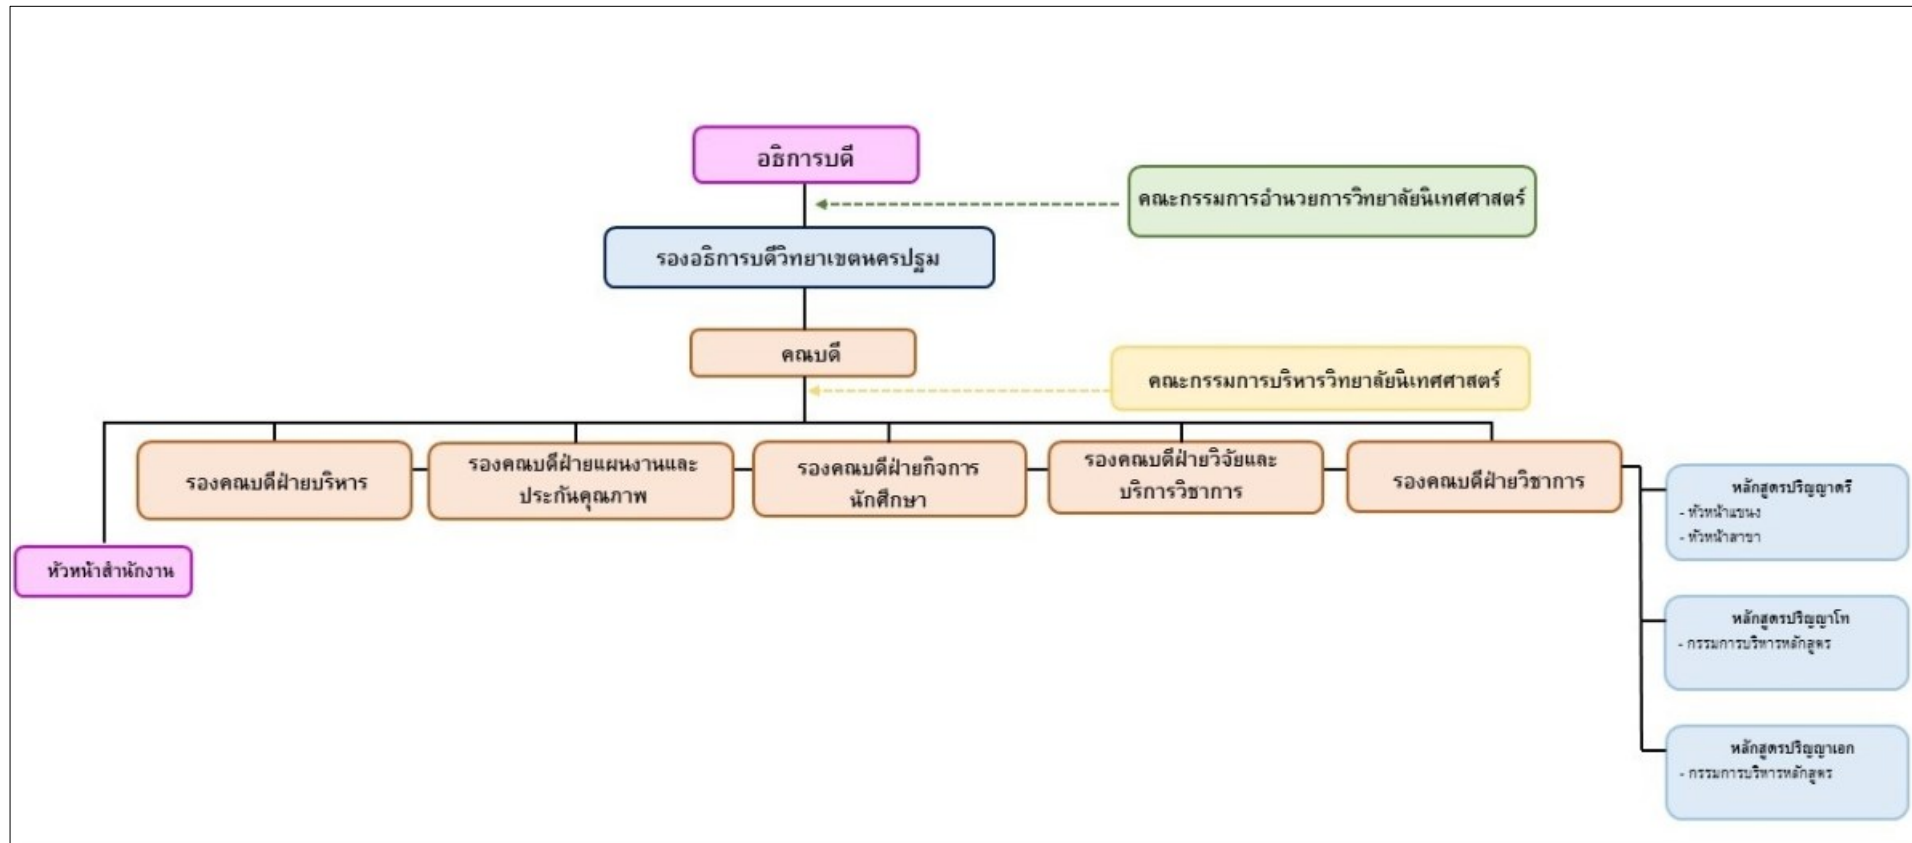 อธิการบดี
คณะกรรมการอำนวยการวิทยาลัยนิเทศศาสตร์
รองอธิการบดีวิทยาเขตนครปฐม
คณบดี
คณะกรรมการบริหารวิทยาลัยนิเทศศาสตร์
รองคณบดีฝ่ายบริหาร
รองคณบดีฝ่ายแผนงานและ
ประกันคุณภาพ
รองคณบดีฝ่ายกิจการ
นักศึกษา
รองคณบดีฝ่ายวิจัยและ
บริการวิชาการ
รองคณบดีฝ่ายวิชาการ
หัวหน้าสำนักงาน
หลักสูตรปริญญาตรี
- หัวหน้าแขนง
- หัวหน้าสาขา
หลักสูตรปริญญาโท
- กรรมการบริหารหลักสูตร
หลักสูตรปริญญาเอก
- กรรมการบริหารหลักสูตร